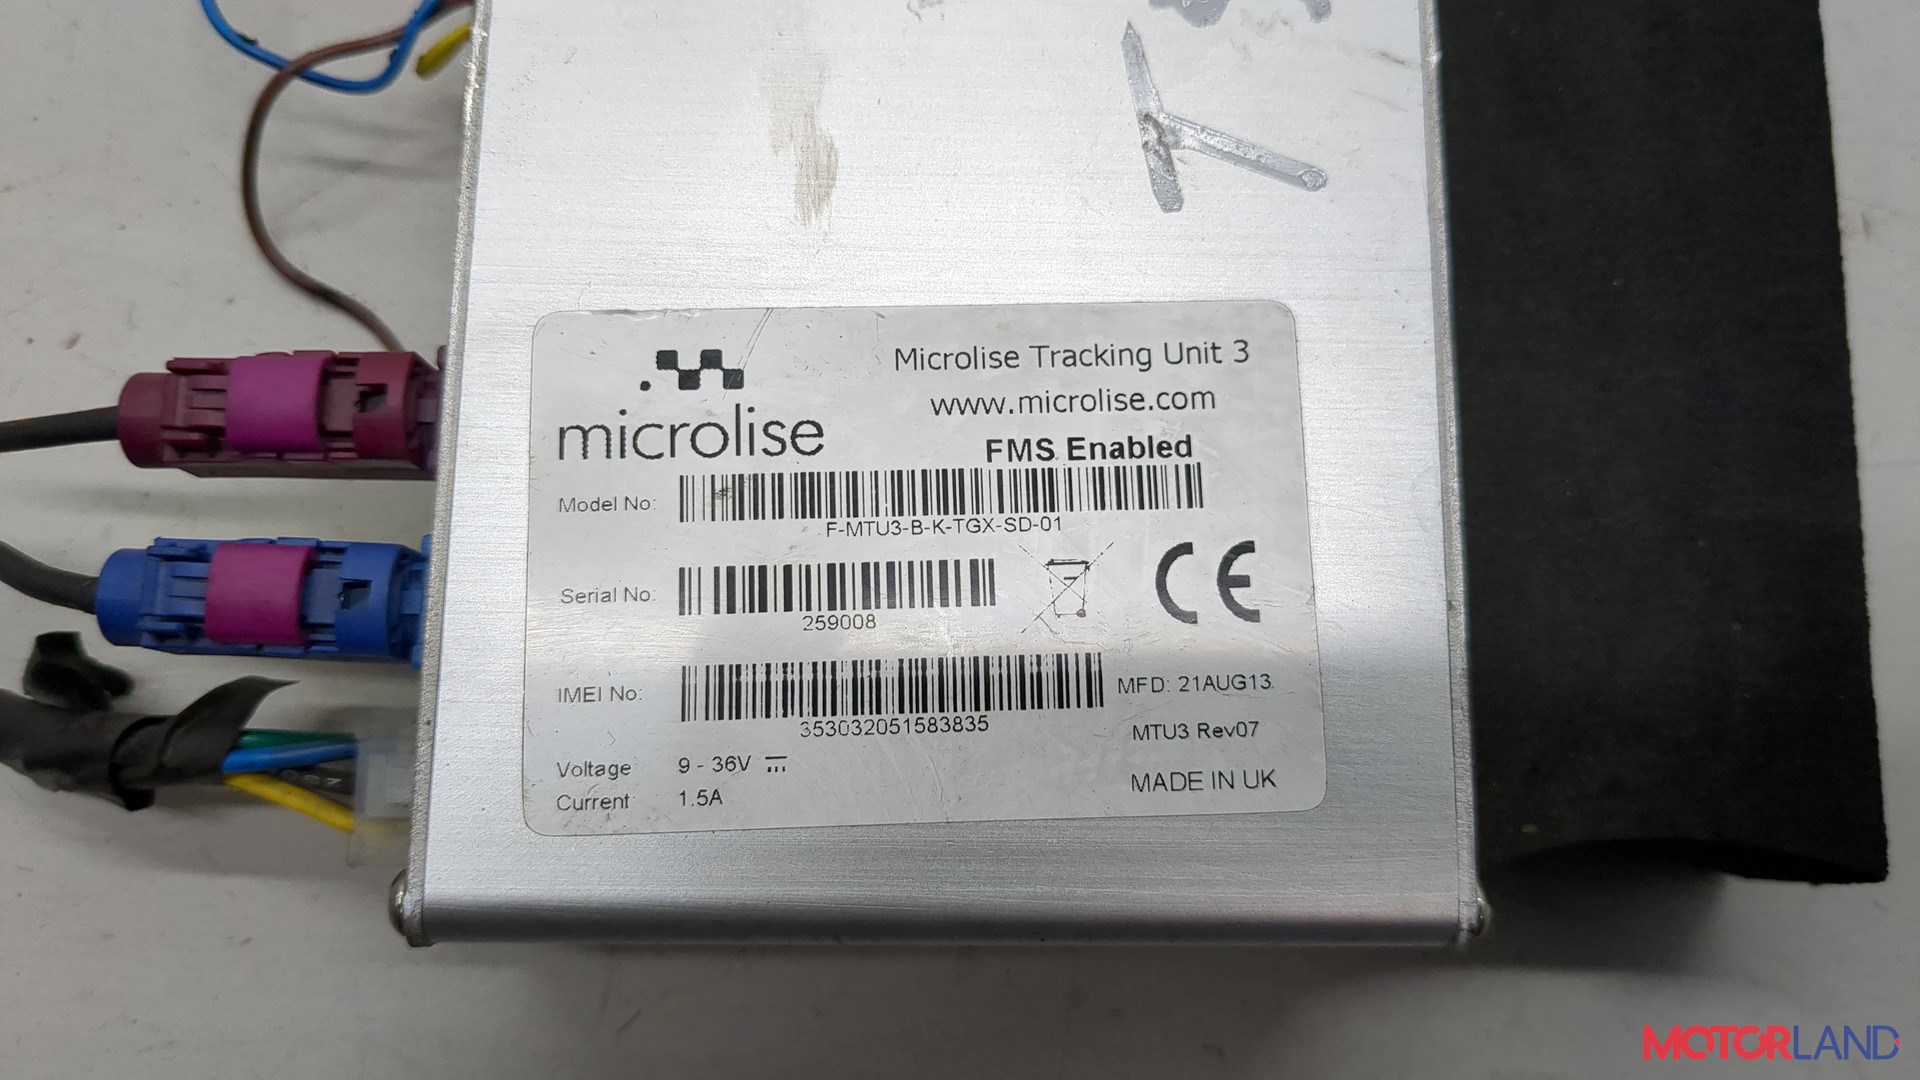 Microlise Tracking Unit 3
www.microlise.com
microlise
FMS Enabled
Model No:
F-MTU3-B-K-TGX-SD-01
Serial No:
259008
CE
IMEI No:
353032051583835
MFD: 21AUG13
MTU3 Rev07
Voltage 9 - 36V
Current 1.5A
MADE IN UK
MOTORLAND